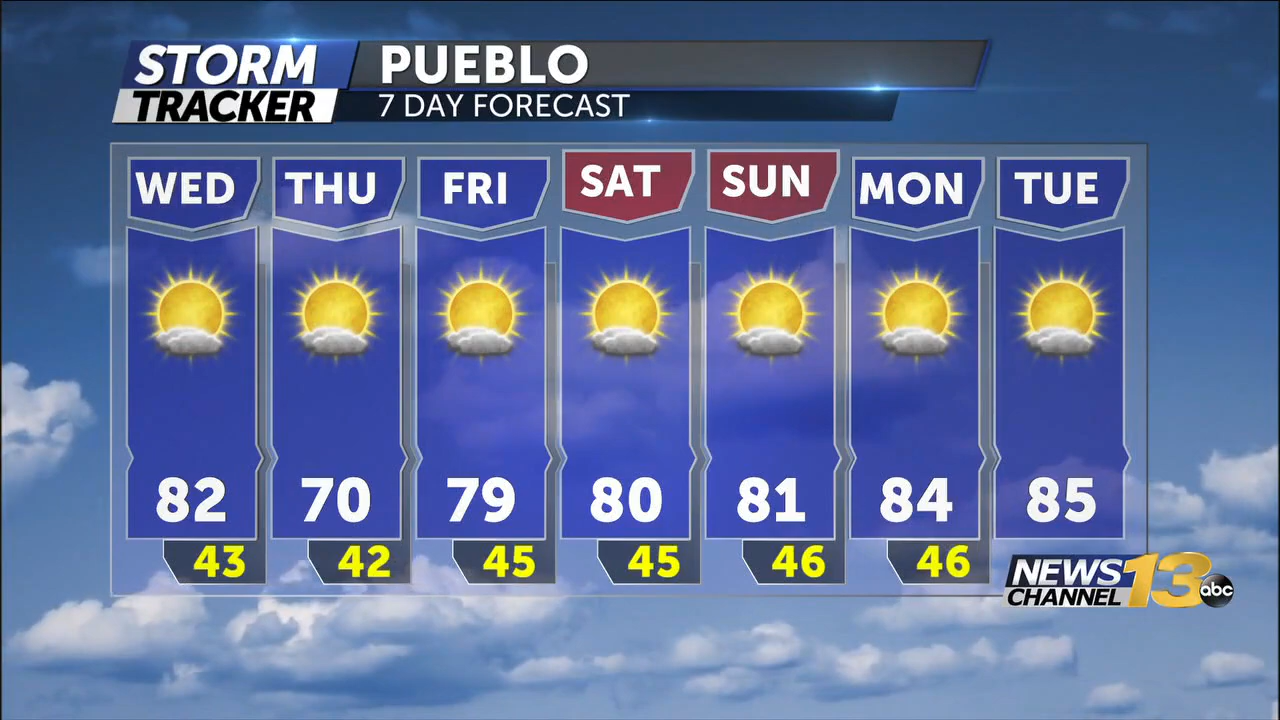 STORM TRACKER
PUEBLO
7 DAY FORECAST
WED THU FRI SAT SUN MON TUE
82 70 79 80 81 84 85
43 42 45 45 46 46
NEWS 13
CHANNEL abc